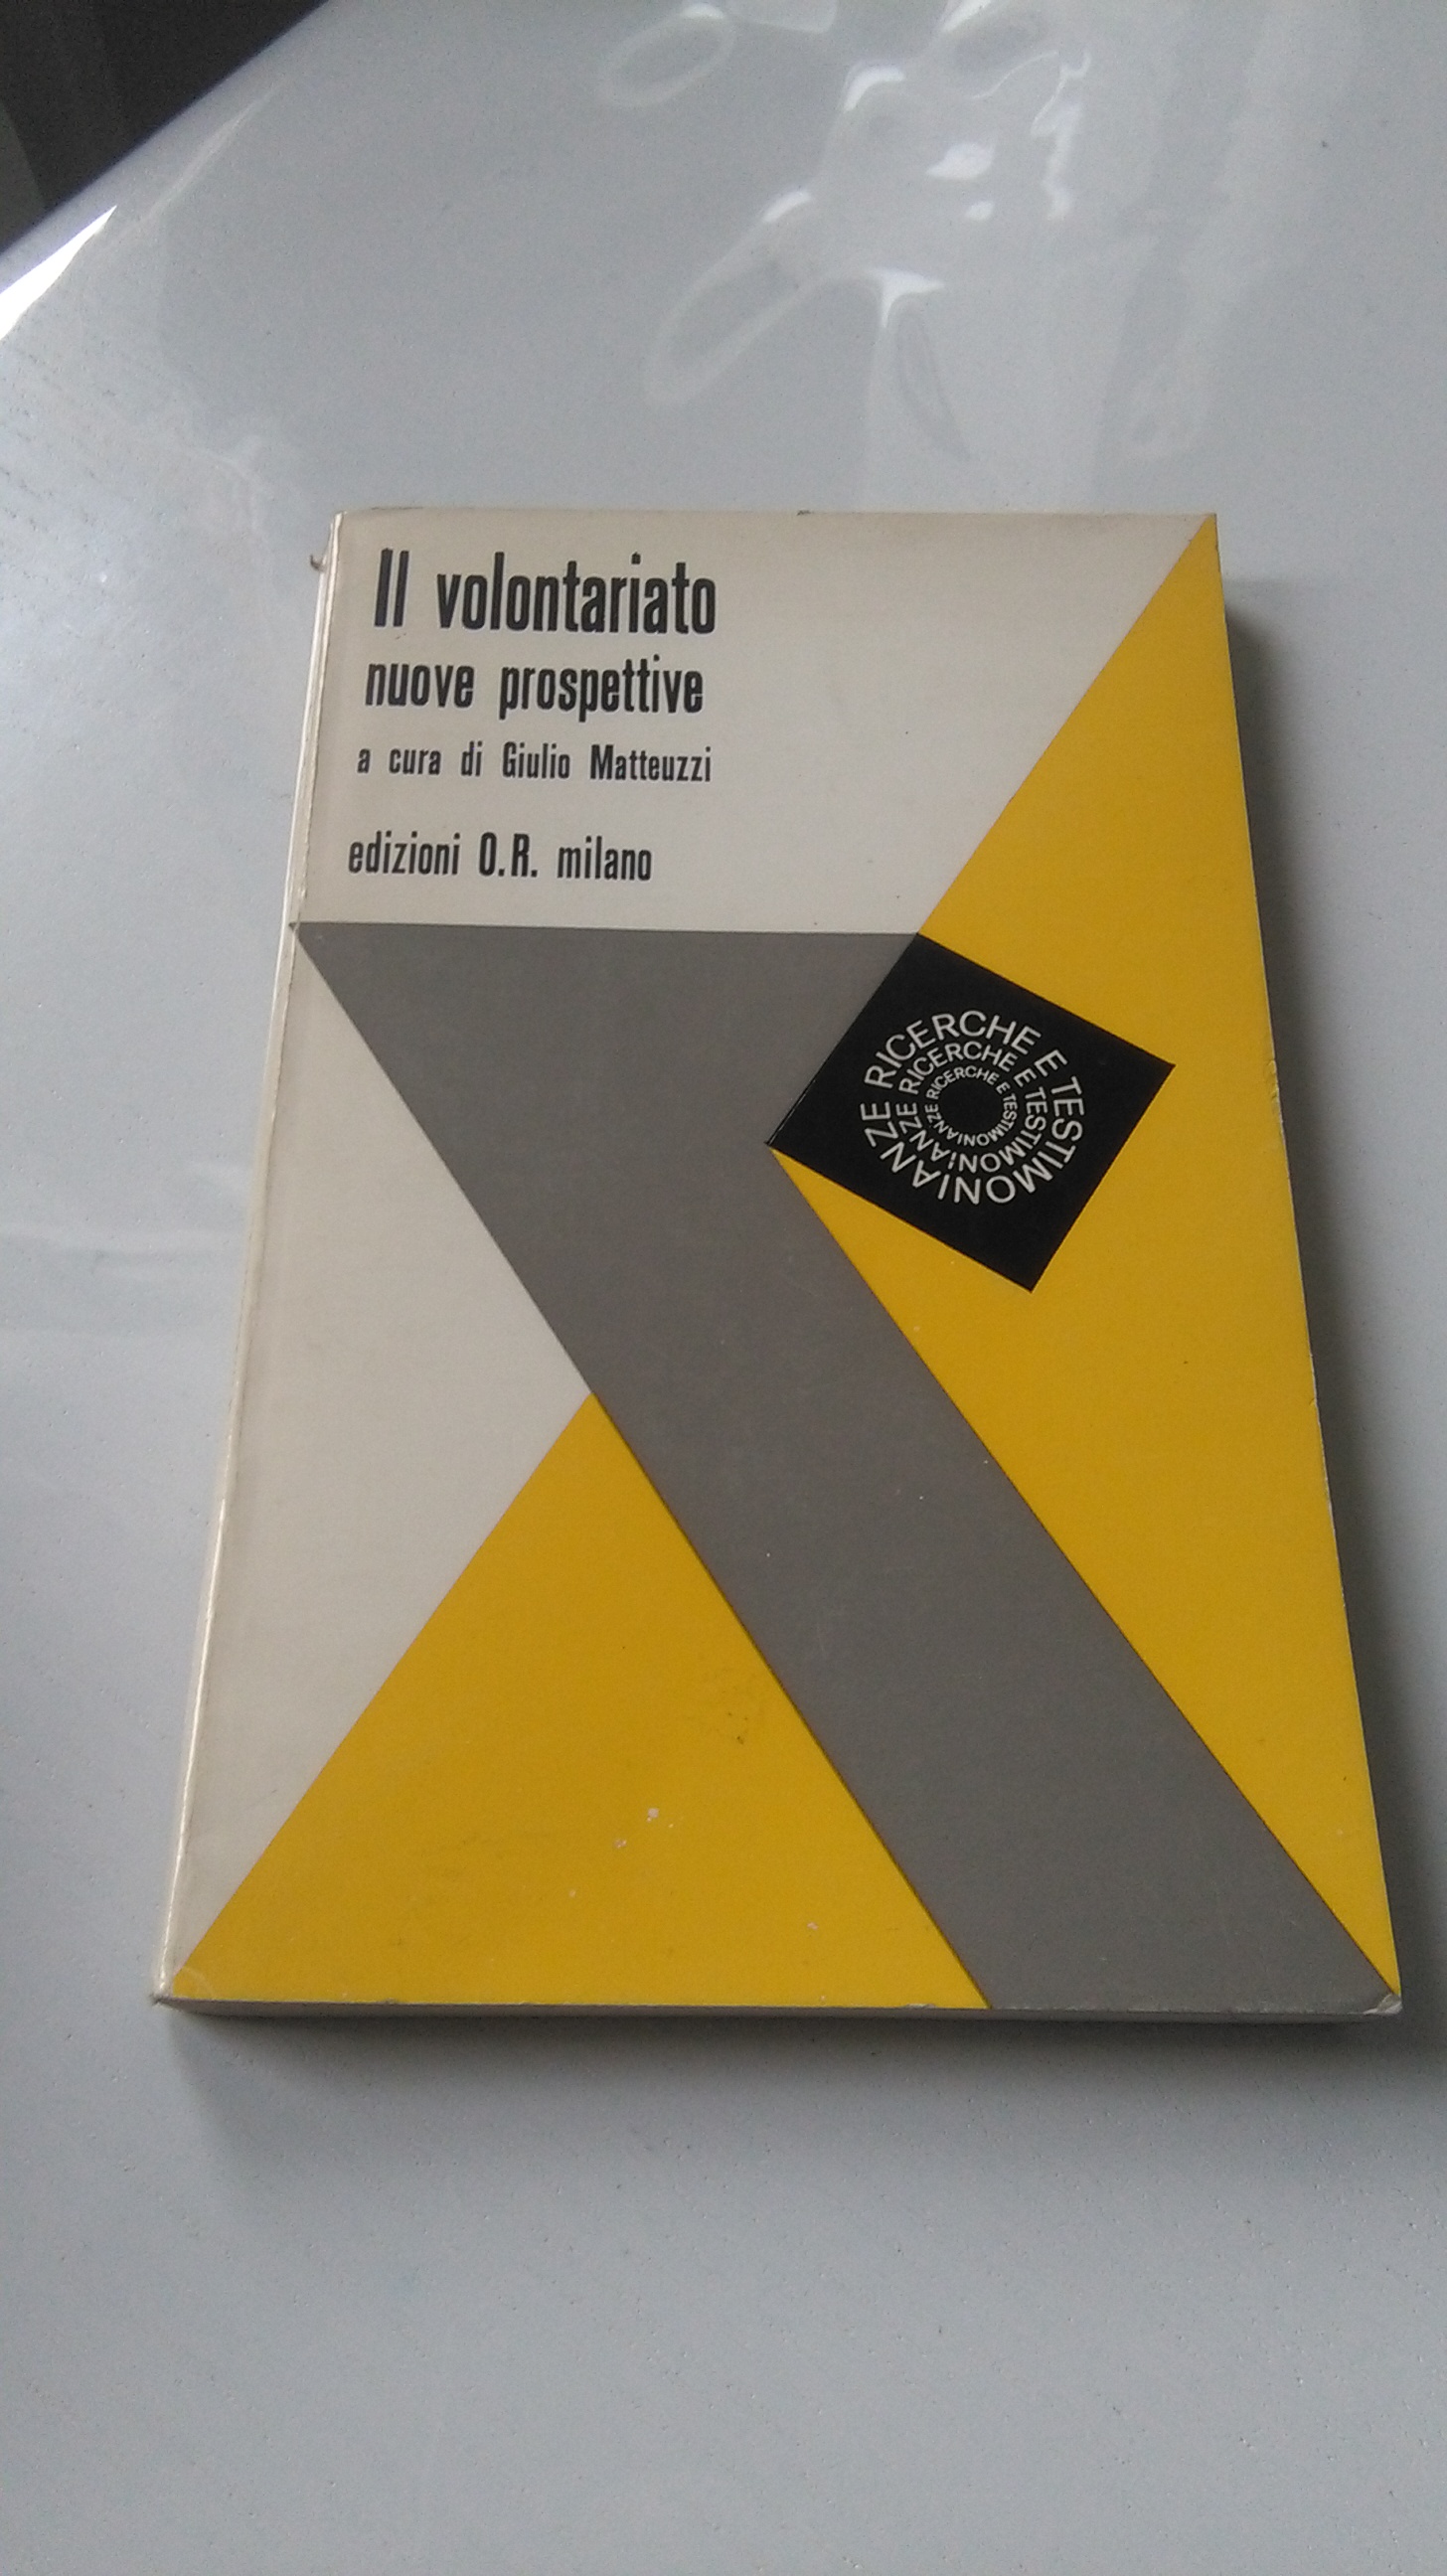 Il volontariato
nuove prospettive
a cura di Giulio Matteuzzi
edizioni O.R. milano
RICERCHE E TESTIMONIANZE
RICERCHE E TESTIMONIANZE
RICERCHE E TESTIMONIANZE